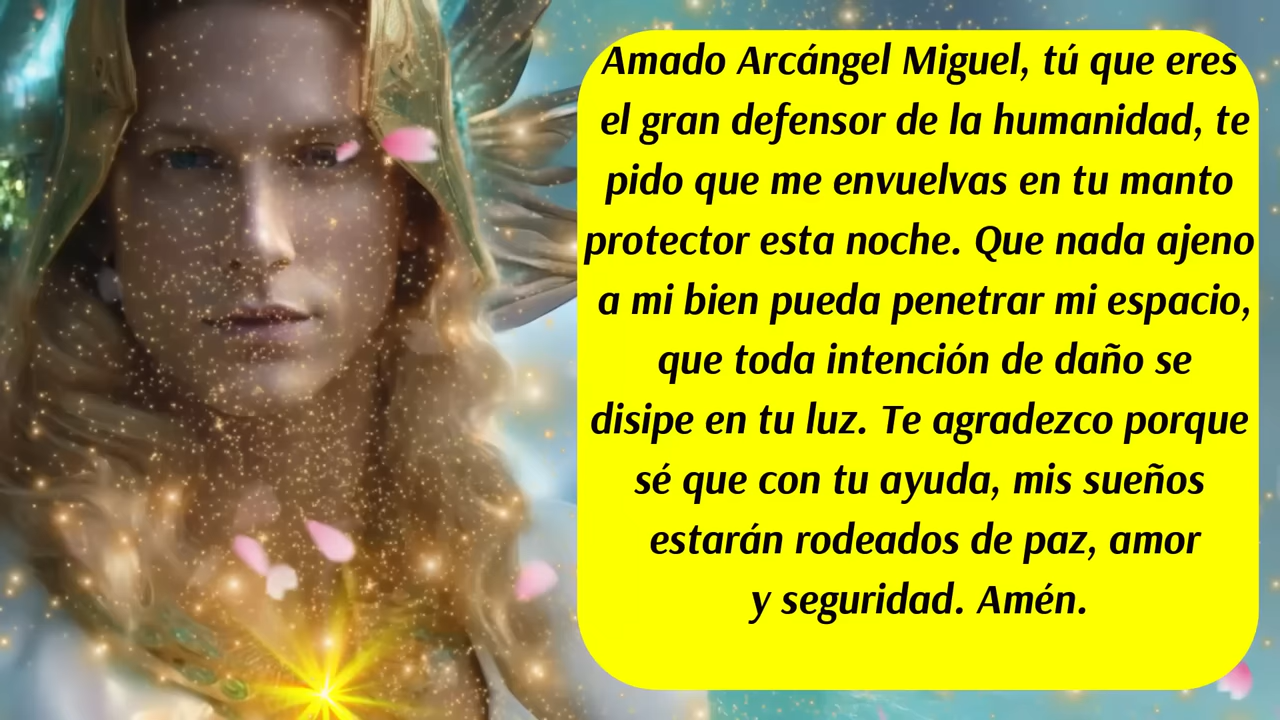 Amado Arcángel Miguel, tú que eres
el gran defensor de la humanidad, te
pido que me envuelvas en tu manto
protector esta noche. Que nada ajeno
a mi bien pueda penetrar mi espacio,
que toda intención de daño se
disipe en tu luz. Te agradezco porque
sé que con tu ayuda, mis sueños
estarán rodeados de paz, amor
y seguridad. Amén.